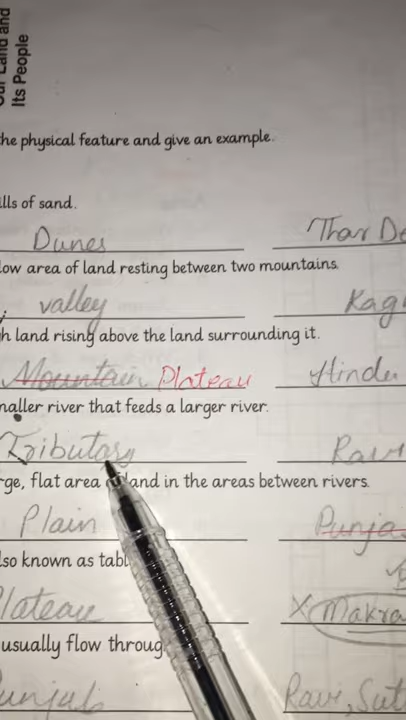 Our Land and
Its People
he physical feature and give an example.
lls of sand.
Dunes Thar De
low area of land resting between two mountains.
valley Kag
h land rising above the land surrounding it.
Mountain Plateau Hindu
naller river that feeds a larger river.
Tributary Ravi
rge, flat area land in the areas between rivers.
Plain Punja
lso known as tabl
Plateau X Makra
usually flow throug
Punjab Ravi, Sut